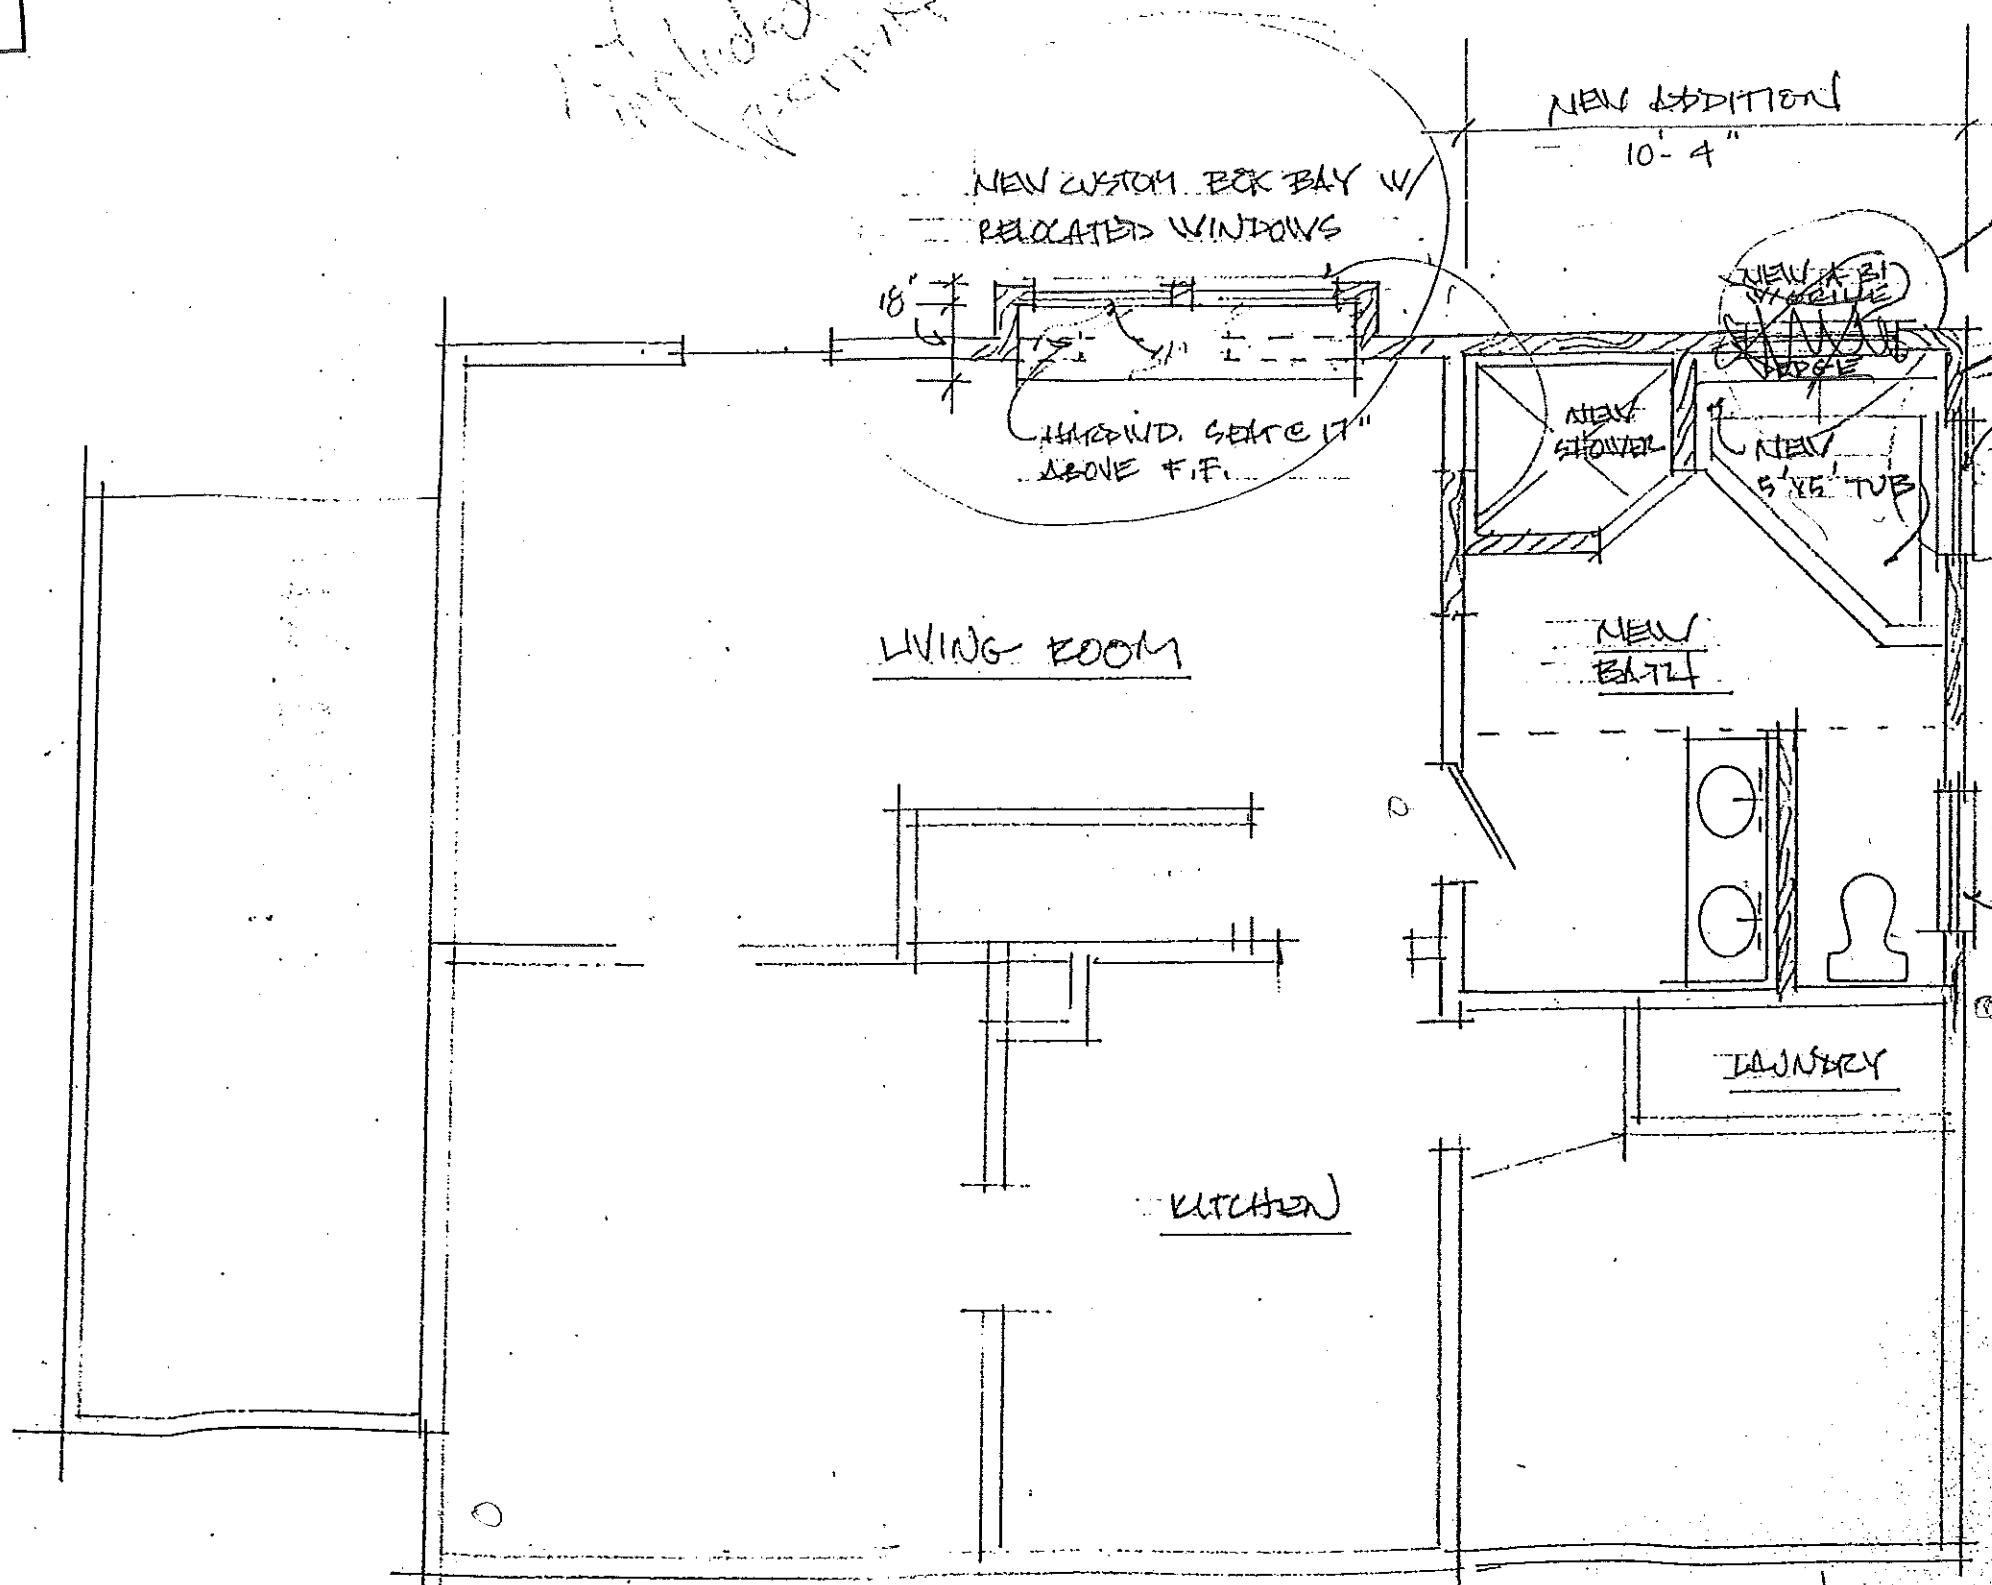 included
NEW ADDITION
10'-4"
NEW CUSTOM BOX BAY W/
RELOCATED WINDOWS
18"
HARDWD. SEAT @ 17"
ABOVE F.F.
NEW
SHOWER
NEW
5'x5' TUB
LIVING ROOM
NEW
BATH
LAUNDRY
KITCHEN